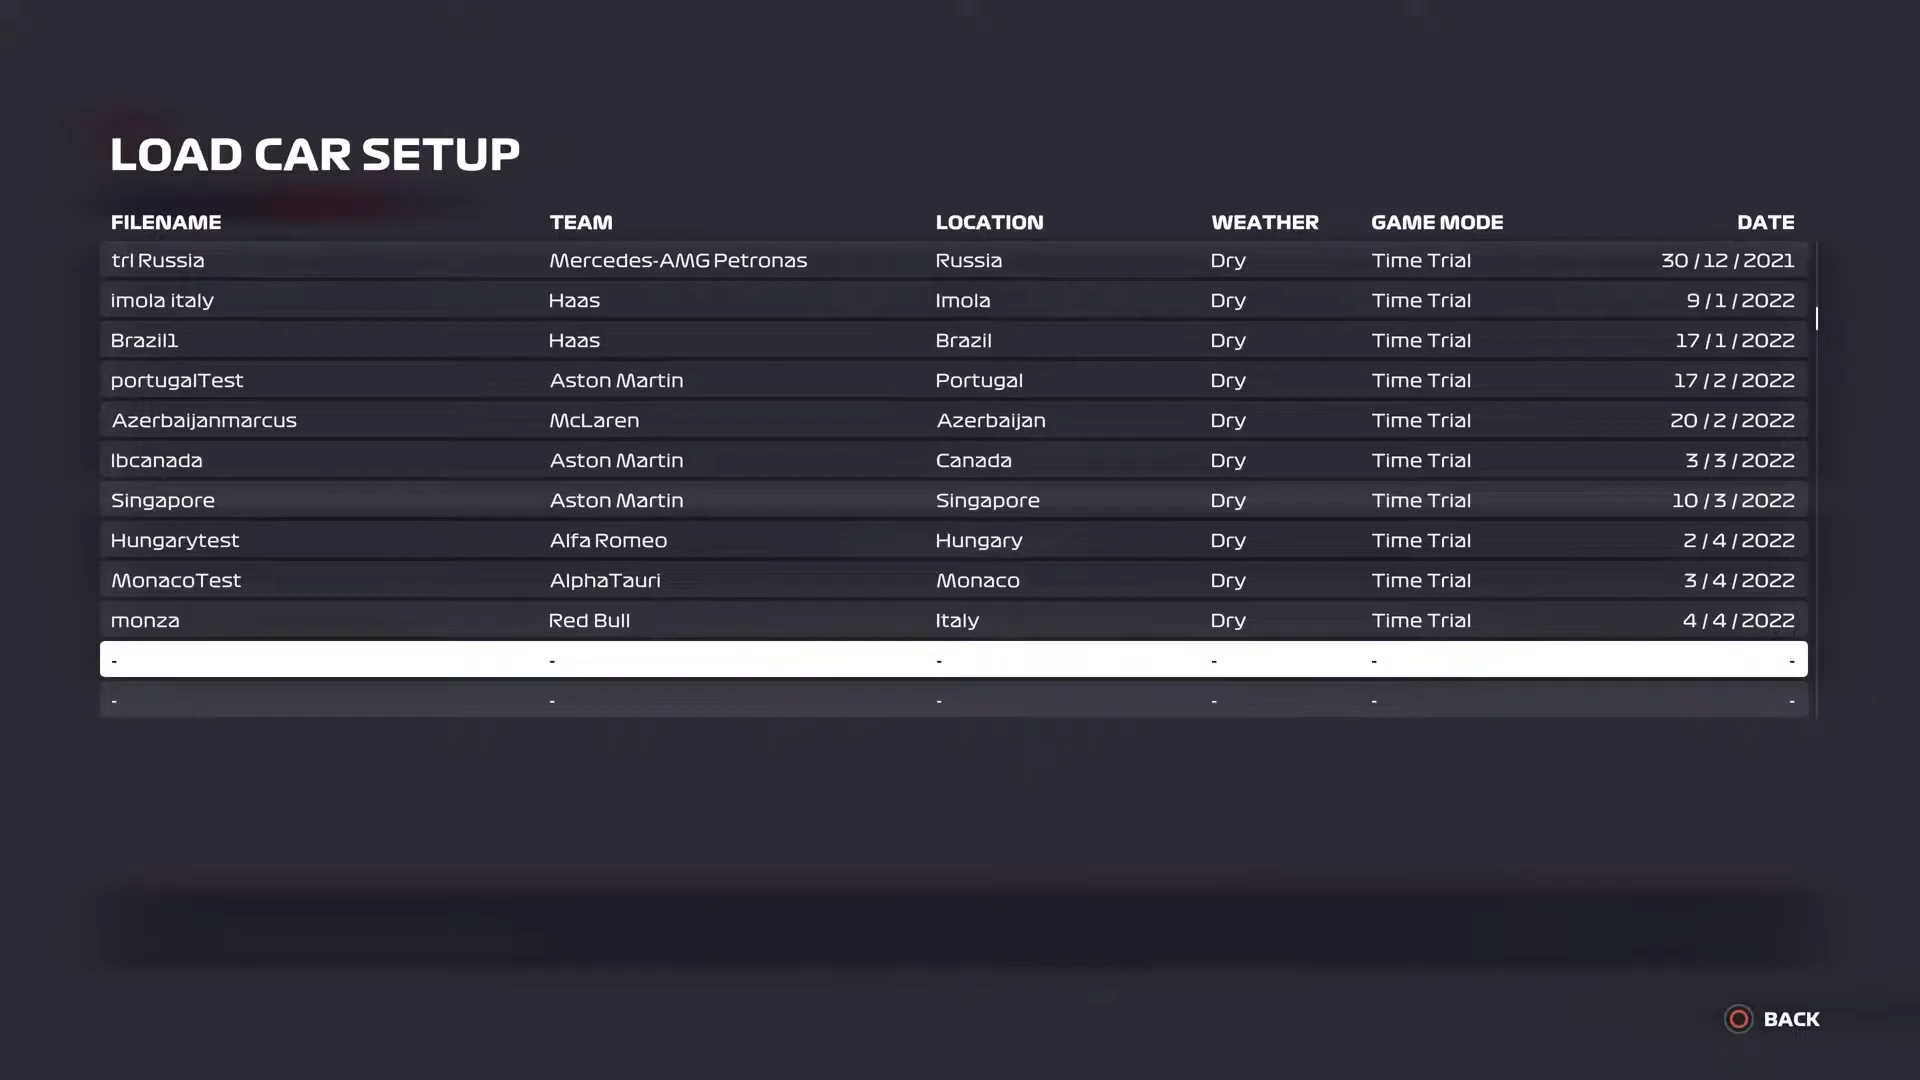 LOAD CAR SETUP
FILENAME TEAM LOCATION WEATHER GAME MODE DATE
trl Russia Mercedes-AMG Petronas Russia Dry Time Trial 30 / 12 / 2021
imola italy Haas Imola Dry Time Trial 9 / 1 / 2022
Brazil1 Haas Brazil Dry Time Trial 17 / 1 / 2022
portugalTest Aston Martin Portugal Dry Time Trial 17 / 2 / 2022
Azerbaijanmarcus McLaren Azerbaijan Dry Time Trial 20 / 2 / 2022
lbcanada Aston Martin Canada Dry Time Trial 3 / 3 / 2022
Singapore Aston Martin Singapore Dry Time Trial 10 / 3 / 2022
Hungarytest Alfa Romeo Hungary Dry Time Trial 2 / 4 / 2022
MonacoTest AlphaTauri Monaco Dry Time Trial 3 / 4 / 2022
monza Red Bull Italy Dry Time Trial 4 / 4 / 2022
- - - - - -
- - - - - -
BACK